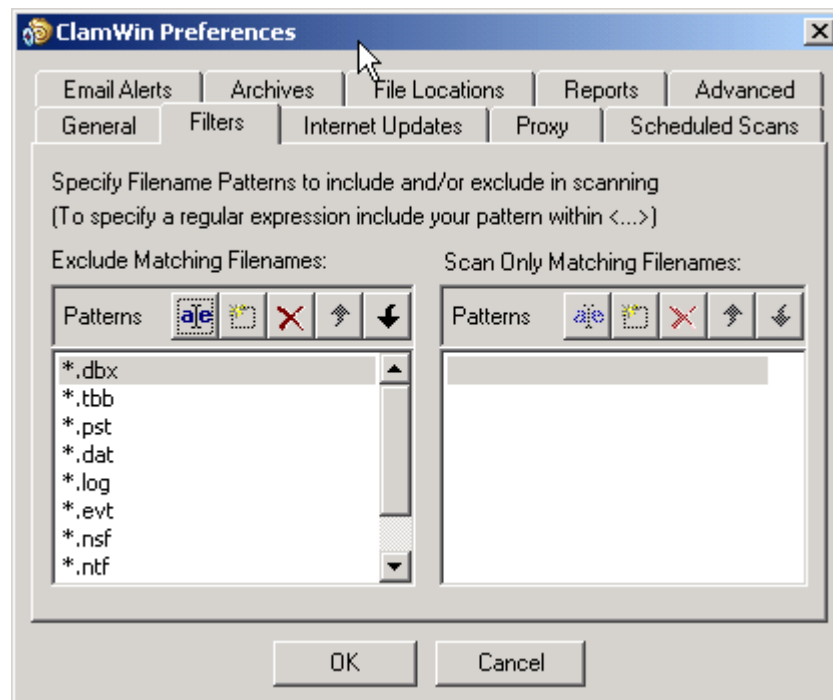 ClamWin Preferences
Email Alerts Archives File Locations Reports Advanced
General Filters Internet Updates Proxy Scheduled Scans
Specify Filename Patterns to include and/or exclude in scanning
(To specify a regular expression include your pattern within <...>)
Exclude Matching Filenames: Scan Only Matching Filenames:
Patterns a|e Patterns a|e
*.dbx
*.tbb
*.pst
*.dat
*.log
*.evt
*.nsf
*.ntf
OK Cancel